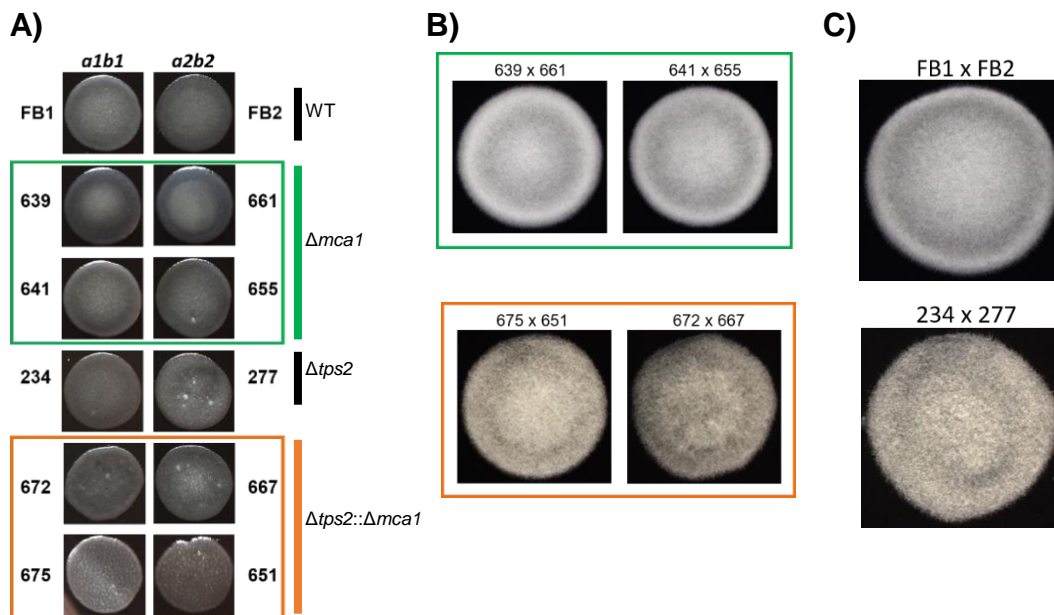 A)
a1b1 a2b2
FB1 FB2 WT
639 661
Δmca1
641 655
234 277 Δtps2
672 667
Δtps2::Δmca1
675 651
B)
639 x 661 641 x 655
675 x 651 672 x 667
C)
FB1 x FB2
234 x 277